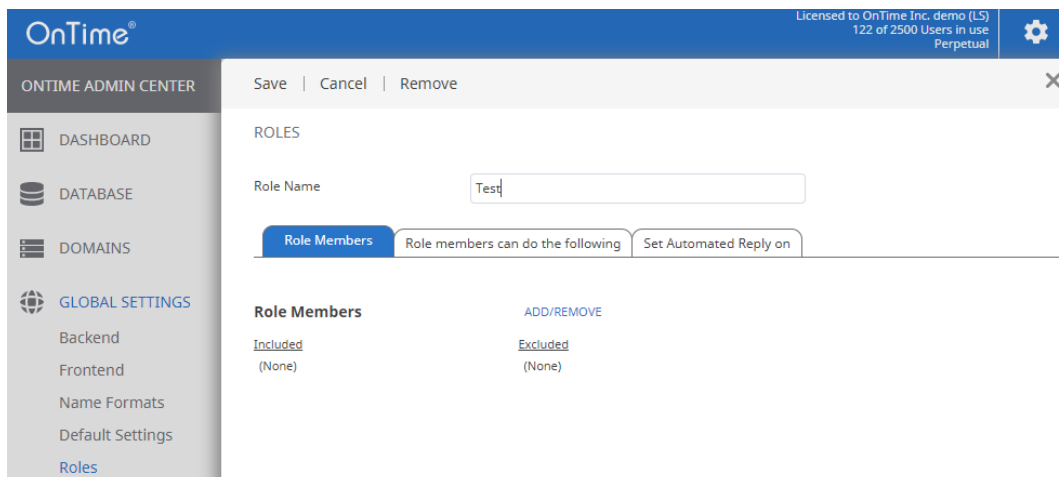 OnTime®
Licensed to OnTime Inc. demo (LS)
122 of 2500 Users in use
Perpetual
ONTIME ADMIN CENTER
DASHBOARD
DATABASE
DOMAINS
GLOBAL SETTINGS
Backend
Frontend
Name Formats
Default Settings
Roles
Save | Cancel | Remove
ROLES
Role Name Test
Role Members Role members can do the following Set Automated Reply on
Role Members ADD/REMOVE
Included Excluded
(None) (None)